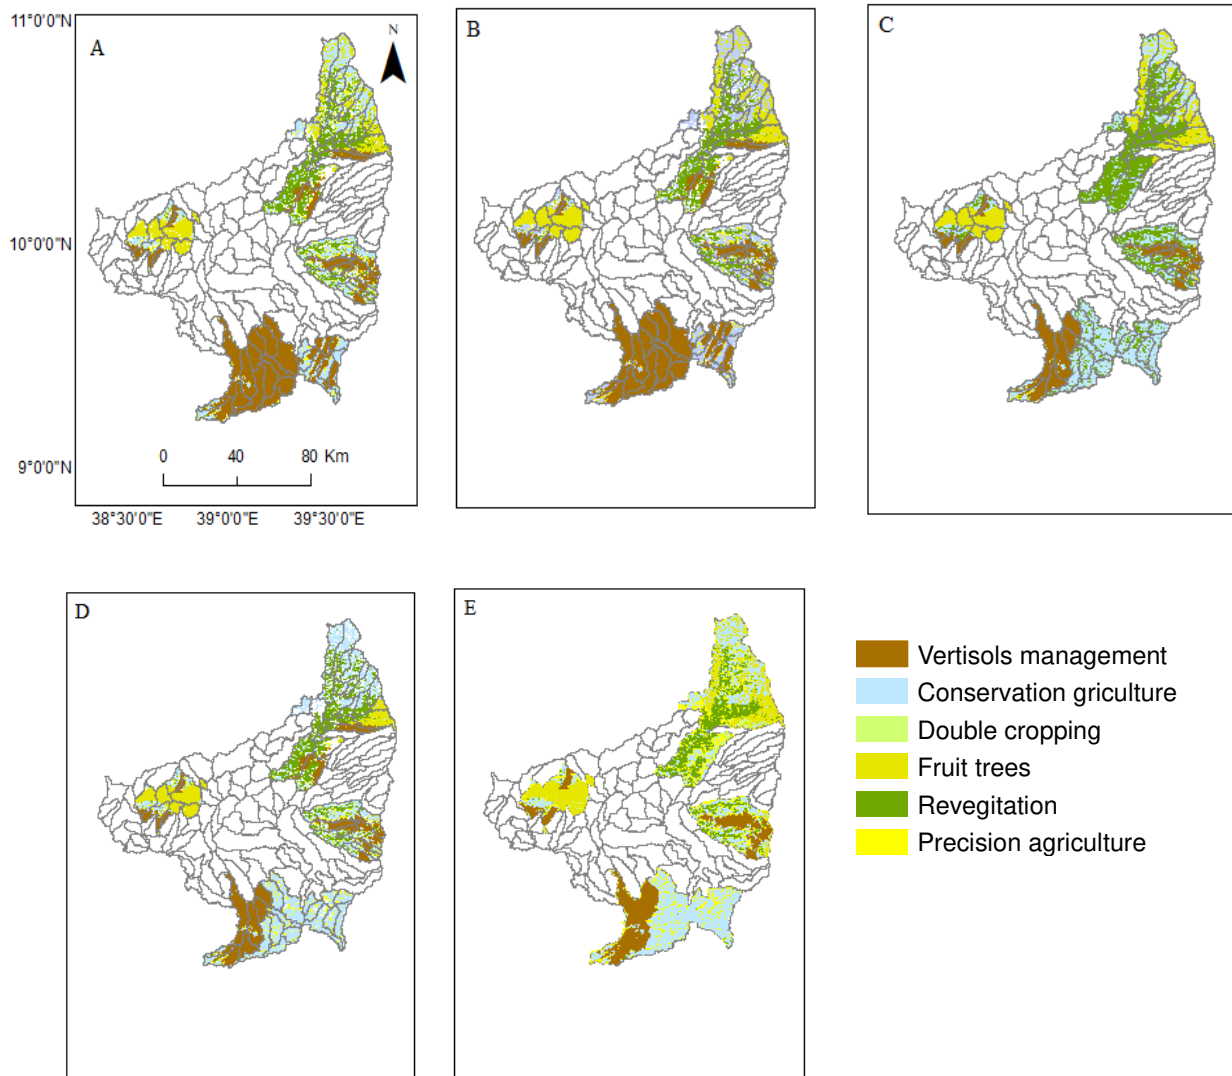 11°0'0"N
A
N
B
C
10°0'0"N
9°0'0"N
0 40 80 Km
38°30'0"E 39°0'0"E 39°30'0"E
D
E
Vertisols management
Conservation griculture
Double cropping
Fruit trees
Revegitation
Precision agriculture